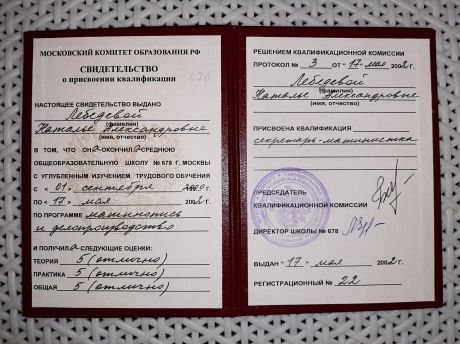 МОСКОВСКИЙ КОМИТЕТ ОБРАЗОВАНИЯ РФ
СВИДЕТЕЛЬСТВО
о присвоении квалификации
НАСТОЯЩЕЕ СВИДЕТЕЛЬСТВО ВЫДАНО
Лебедевой
(фамилия)
Наталье Александровне
(имя, отчество)
В ТОМ, ЧТО ОНа ОКОНЧИЛа СРЕДНЮЮ
ОБЩЕОБРАЗОВАТЕЛЬНУЮ ШКОЛУ № 678 Г. МОСКВЫ
С УГЛУБЛЕННЫМ ИЗУЧЕНИЕМ ТРУДОВОГО ОБУЧЕНИЯ
С «01» сентября
ПО «17» мая 2002 г.
ПО ПРОГРАММЕ машинопись
и делопроизводство
И ПОЛУЧИЛа СЛЕДУЮЩИЕ ОЦЕНКИ:
ТЕОРИЯ 5 (отлично)
ПРАКТИКА 5 (отлично)
ОБЩАЯ 5 (отлично)
РЕШЕНИЕМ КВАЛИФИКАЦИОННОЙ КОМИССИИ
ПРОТОКОЛ № 3 ОТ «17» мая 2002 г.
Лебедевой
(фамилия)
Наталье Александровне
(имя, отчество)
ПРИСВОЕНА КВАЛИФИКАЦИЯ
секретарь-машинистка
ПРЕДСЕДАТЕЛЬ
КВАЛИФИКАЦИОННОЙ КОМИССИИ
ДИРЕКТОР ШКОЛЫ № 678
ВЫДАН «17» мая 2002 г.
РЕГИСТРАЦИОННЫЙ № 22